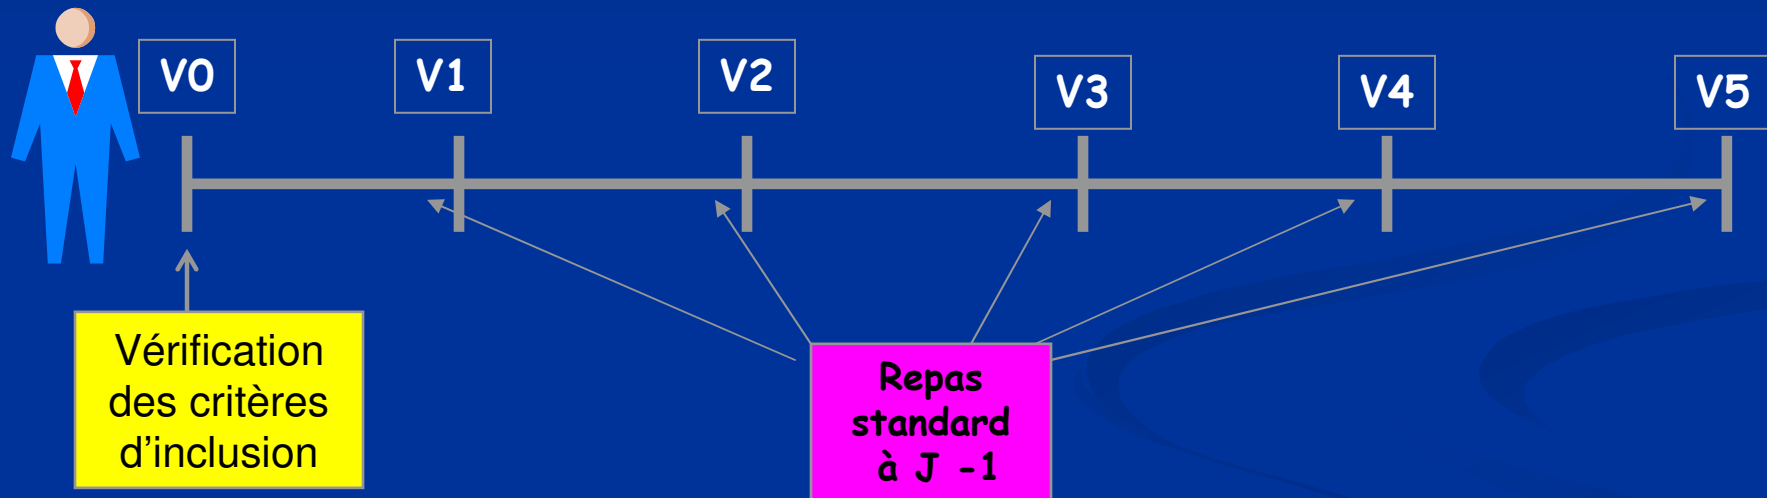 V0
V1
V2
V3
V4
V5
Vérification
des critères
d'inclusion
Repas
standard
à J -1